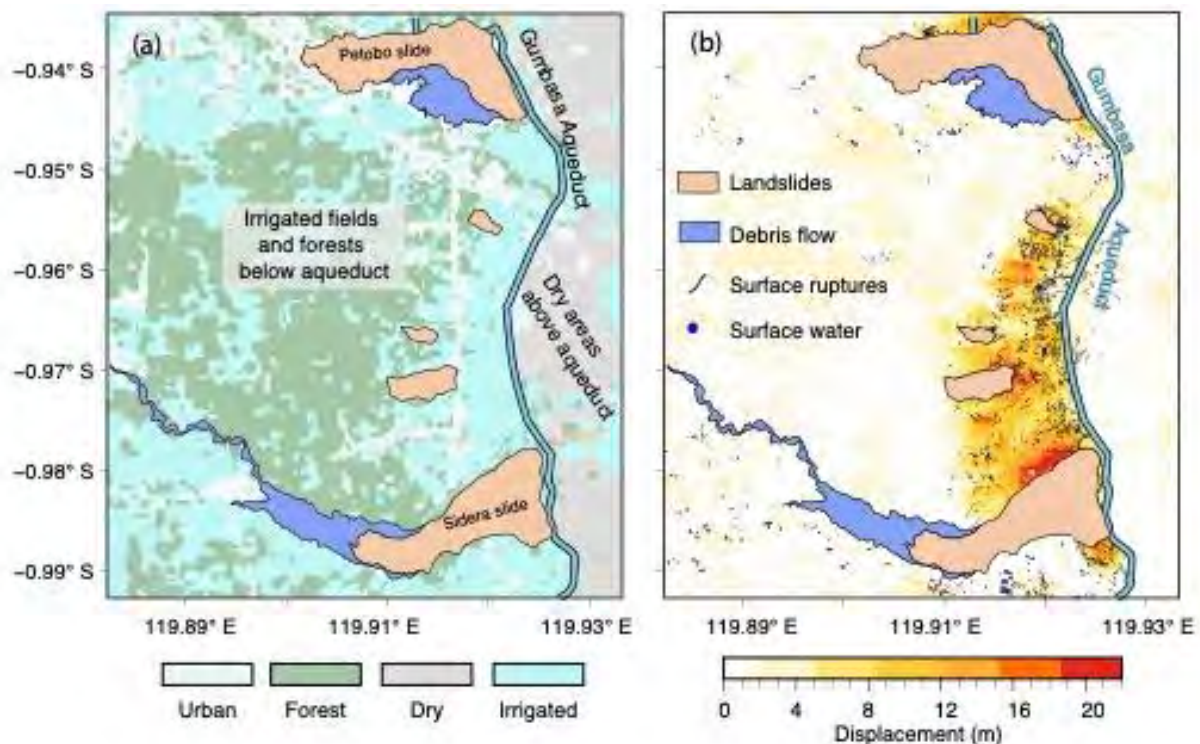 (a)
Petobo slide
Gumbasa Aqueduct
Irrigated fields
and forests
below aqueduct
Dry areas
above aqueduct
Sidera slide
−0.94° S
−0.95° S
−0.96° S
−0.97° S
−0.98° S
−0.99° S
119.89° E
119.91° E
119.93° E
Urban
Forest
Dry
Irrigated
(b)
Gumbasa
Aqueduct
Landslides
Debris flow
Surface ruptures
Surface water
119.89° E
119.91° E
119.93° E
0
4
8
12
16
20
Displacement (m)